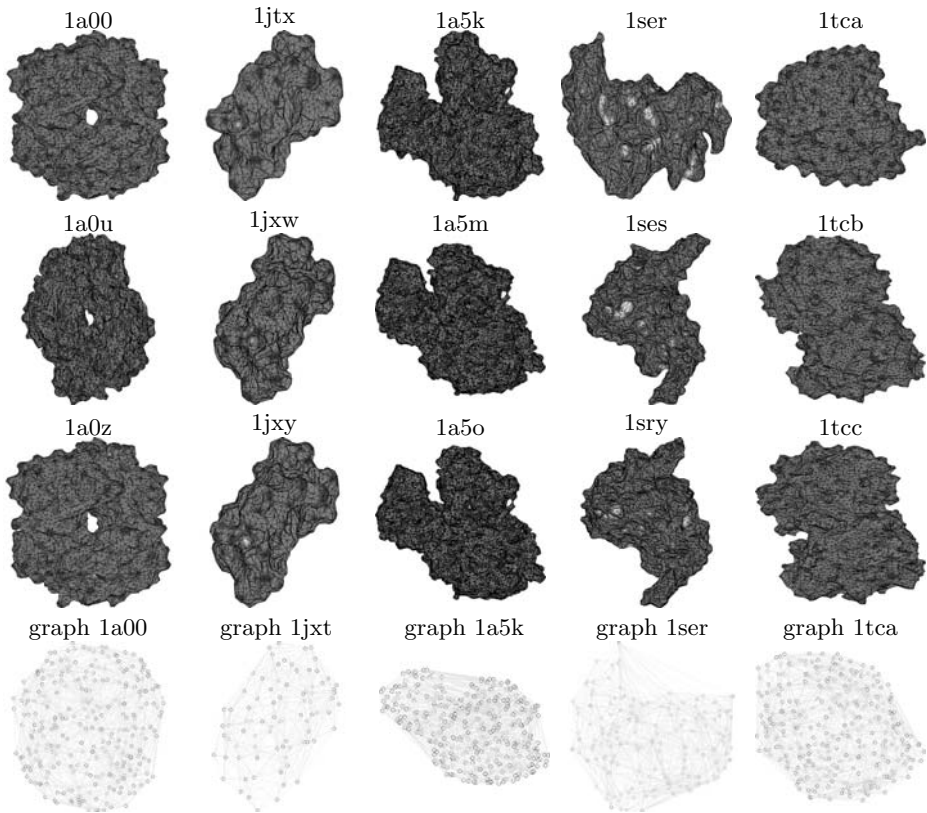 1a00 1jtx 1a5k 1ser 1tca
1a0u 1jxw 1a5m 1ses 1tcb
1a0z 1jxy 1a5o 1sry 1tcc
graph 1a00 graph 1jxt graph 1a5k graph 1ser graph 1tca